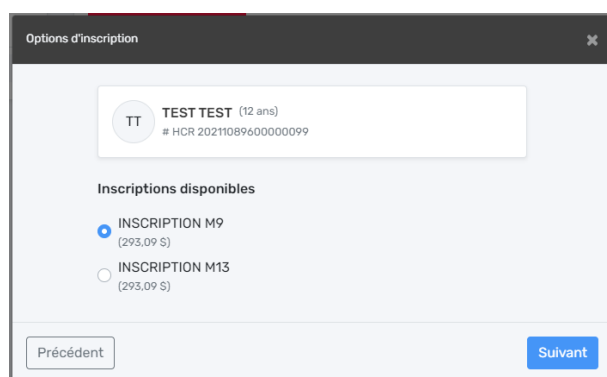 Options d'inscription
TT
TEST TEST (12 ans)
# HCR 20211089600000099
Inscriptions disponibles
INSCRIPTION M9
(293,09 $)
INSCRIPTION M13
(293,09 $)
Précédent
Suivant